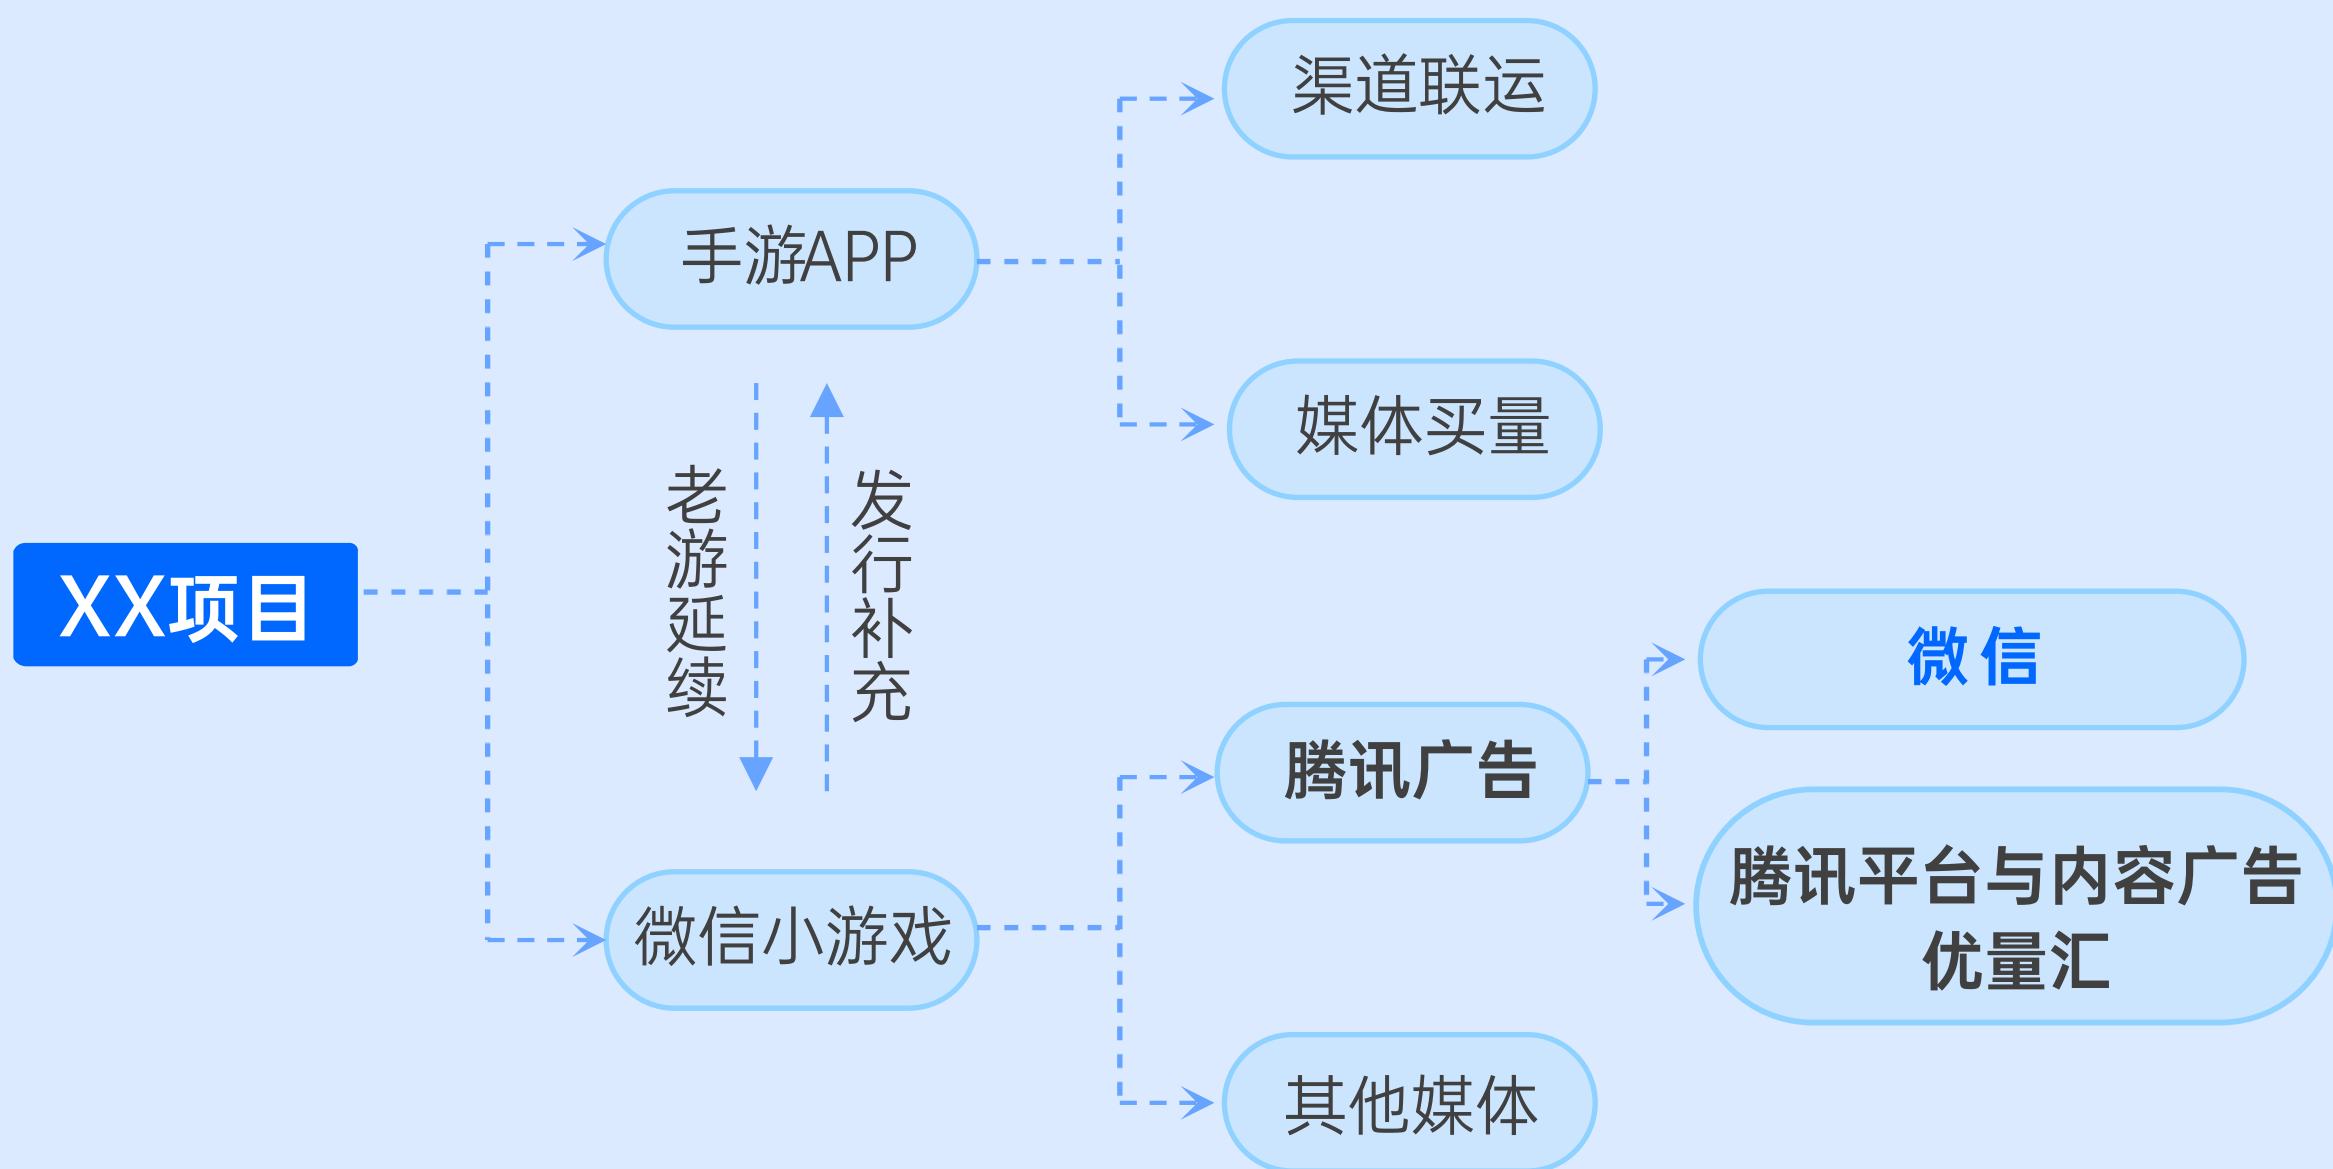 渠道联运
手游APP
媒体买量
老游延续
发行补充
XX项目
微信
腾讯广告
腾讯平台与内容广告
优量汇
微信小游戏
其他媒体